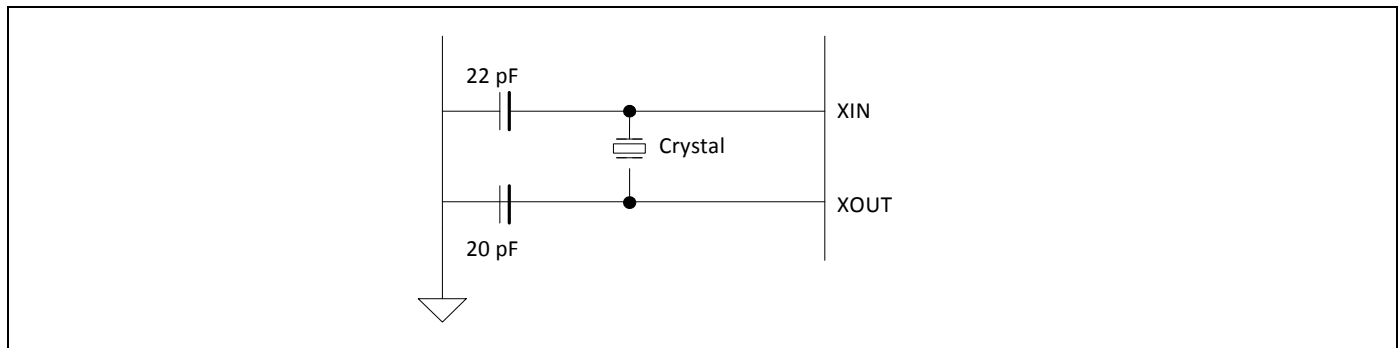 22 pF
XIN
Crystal
XOUT
20 pF